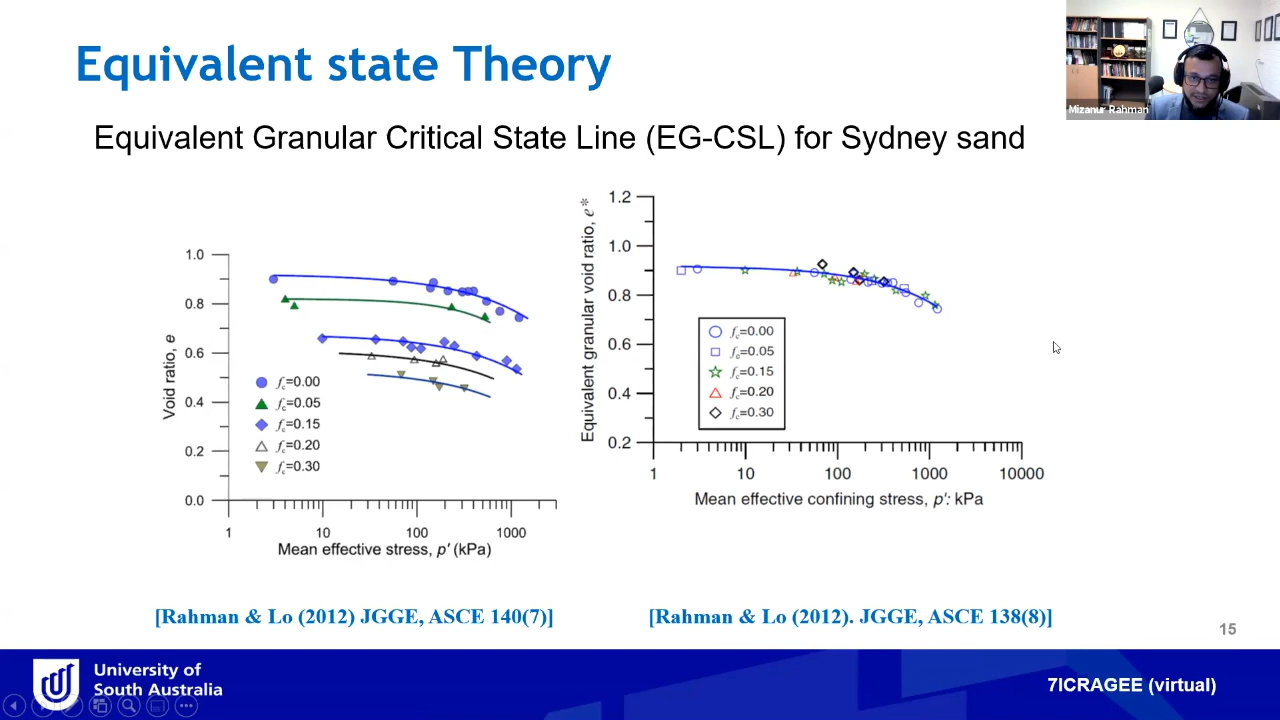 Equivalent state Theory
Mizanur Rahman
Equivalent Granular Critical State Line (EG-CSL) for Sydney sand
1.0
0.8
0.6
0.4
0.2
0.0
Void ratio, e
fc=0.00
fc=0.05
fc=0.15
fc=0.20
fc=0.30
1
10
100
1000
Mean effective stress, p' (kPa)
1.2
1.0
0.8
0.6
0.4
0.2
Equivalent granular void ratio, e*
fc=0.00
fc=0.05
fc=0.15
fc=0.20
fc=0.30
1
10
100
1000
10000
Mean effective confining stress, p': kPa
[Rahman & Lo (2012) JGGE, ASCE 140(7)]
[Rahman & Lo (2012). JGGE, ASCE 138(8)]
15
University of
South Australia
7ICRAGEE (virtual)